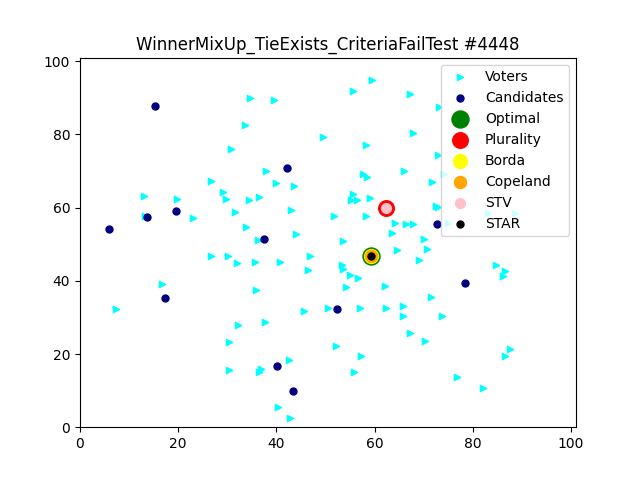 WinnerMixUp_TieExists_CriteriaFailTest #4448
100
80
60
40
20
0
0
20
40
60
80
100
Voters
Candidates
Optimal
Plurality
Borda
Copeland
STV
STAR